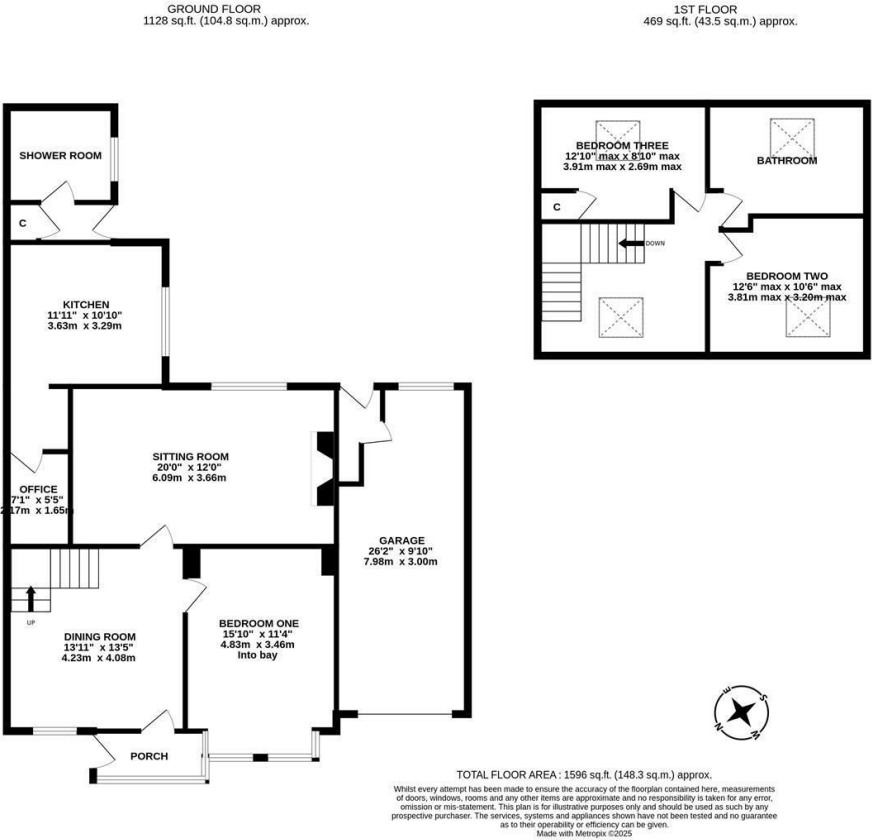 GROUND FLOOR
1128 sq.ft. (104.8 sq.m.) approx.
1ST FLOOR
469 sq.ft. (43.5 sq.m.) approx.
SHOWER ROOM
C
KITCHEN
11'11" x 10'10"
3.63m x 3.29m
SITTING ROOM
20'0" x 12'0"
6.09m x 3.66m
OFFICE
7'1" x 5'5"
2.17m x 1.65m
GARAGE
26'2" x 9'10"
7.98m x 3.00m
UP
DINING ROOM
13'11" x 13'5"
4.23m x 4.08m
BEDROOM ONE
15'10" x 11'4"
4.83m x 3.46m
Into bay
PORCH
BEDROOM THREE
12'10" max x 8'10" max
3.91m max x 2.69m max
BATHROOM
C
DOWN
BEDROOM TWO
12'6" max x 10'6" max
3.81m max x 3.20m max
E
S
N
W
TOTAL FLOOR AREA : 1596 sq.ft. (148.3 sq.m.) approx.
Whilst every attempt has been made to ensure the accuracy of the floorplan contained here, measurements
of doors, windows, rooms and any other items are approximate and no responsibility is taken for any error,
omission or mis-statement. This plan is for illustrative purposes only and should be used as such by any
prospective purchaser. The services, systems and appliances shown have not been tested and no guarantee
as to their operability or efficiency can be given.
Made with Metropix ©2025